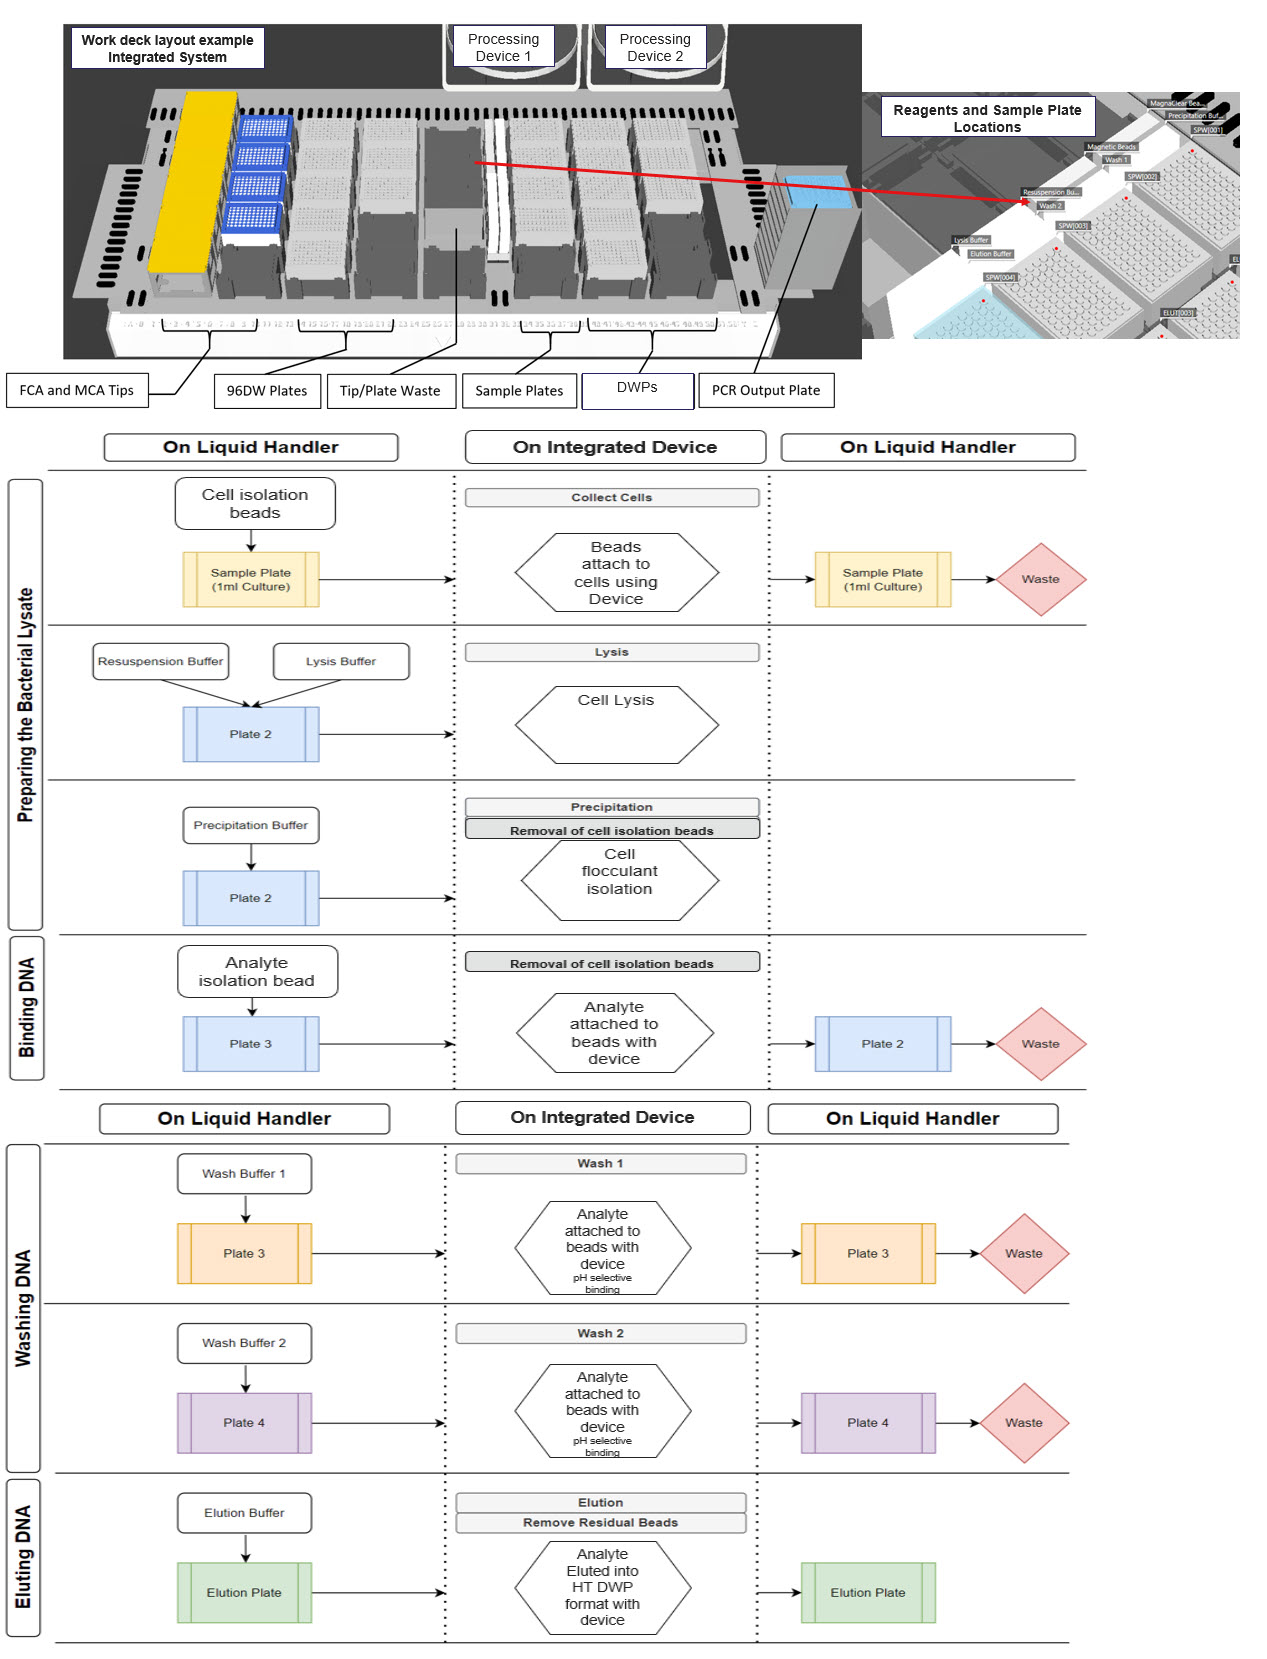 Work deck layout example
Integrated System
Processing
Device 1
Processing
Device 2
Reagents and Sample Plate
Locations
MagnaClear Bea...
Precipitation Buf...
SPW[001]
Magnetic Beads
Wash 1
SPW[002]
Resuspension Bu...
Wash 2
SPW[003]
Lysis Buffer
Elution Buffer
SPW[004]
ELUT[003]
FCA and MCA Tips
96DW Plates
Tip/Plate Waste
Sample Plates
DWPs
PCR Output Plate
On Liquid Handler
On Integrated Device
On Liquid Handler
Preparing the Bacterial Lysate
Cell isolation
beads
Sample Plate
(1ml Culture)
Collect Cells
Beads
attach to
cells using
Device
Sample Plate
(1ml Culture)
Waste
Resuspension Buffer
Lysis Buffer
Plate 2
Lysis
Cell Lysis
Precipitation Buffer
Plate 2
Precipitation
Removal of cell isolation beads
Cell
flocculant
isolation
Binding DNA
Analyte
isolation bead
Plate 3
Removal of cell isolation beads
Analyte
attached to
beads with
device
Plate 2
Waste
On Liquid Handler
On Integrated Device
On Liquid Handler
Washing DNA
Wash Buffer 1
Plate 3
Wash 1
Analyte
attached to
beads with
device
pH selective
binding
Plate 3
Waste
Wash Buffer 2
Plate 4
Wash 2
Analyte
attached to
beads with
device
pH selective
binding
Plate 4
Waste
Eluting DNA
Elution Buffer
Elution Plate
Elution
Remove Residual Beads
Analyte
Eluted into
HT DWP
format with
device
Elution Plate